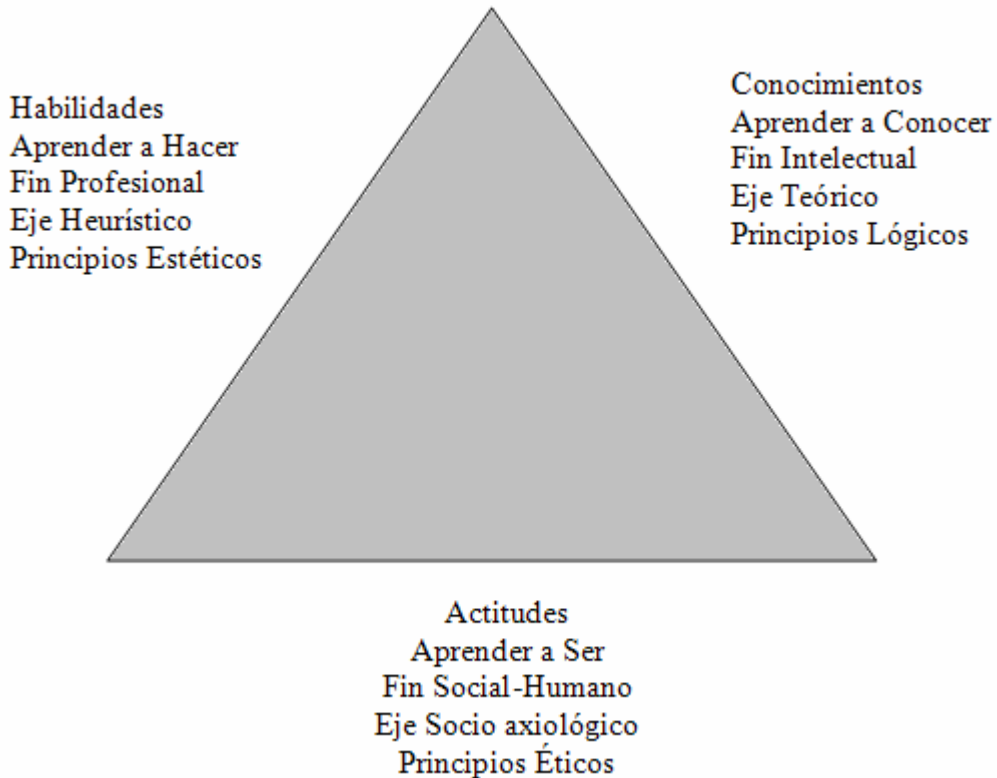 Habilidades
Aprender a Hacer
Fin Profesional
Eje Heurístico
Principios Estéticos
Conocimientos
Aprender a Conocer
Fin Intelectual
Eje Teórico
Principios Lógicos
Actitudes
Aprender a Ser
Fin Social-Humano
Eje Socio axiológico
Principios Éticos